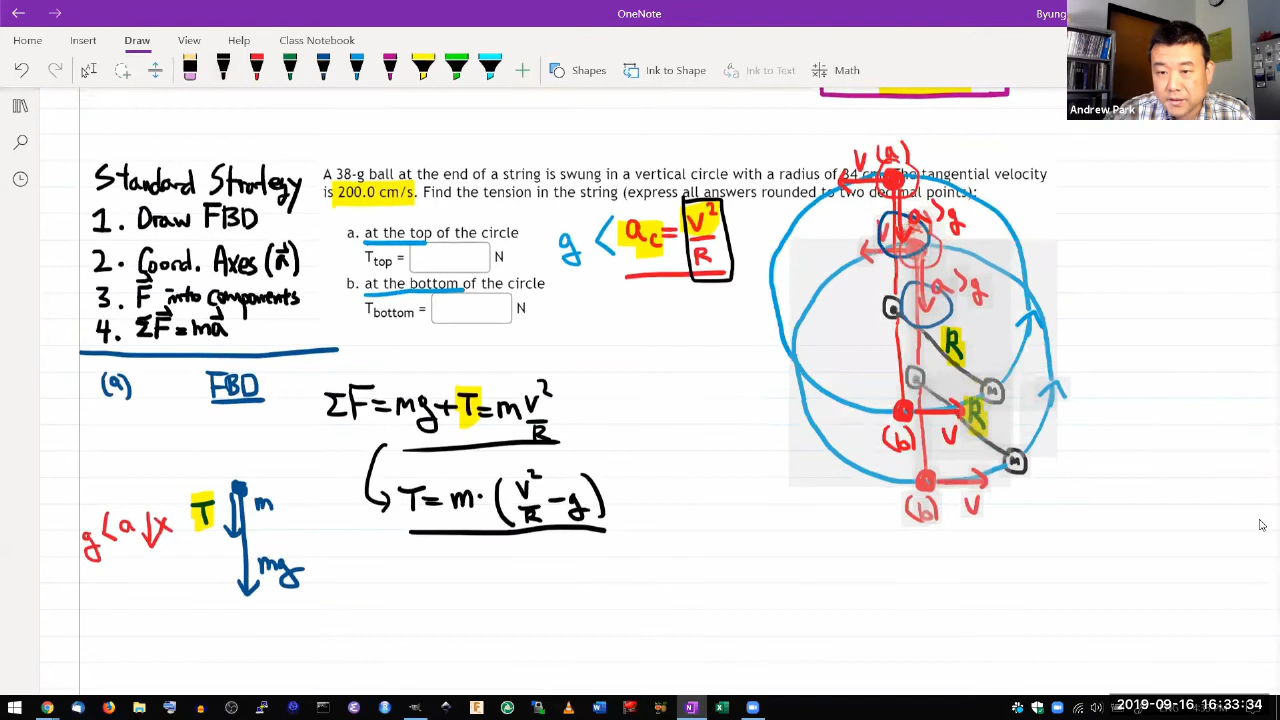 OneNote
Byung
Home Insert Draw View Help Class Notebook
Shapes Ink to Shape Ink to Text Math
Andrew Park
Standard Strategy
1. Draw FBD
2. Coord. Axes (a⃗)
3. F⃗ into components
4. ΣF⃗ = ma⃗
A 38-g ball at the end of a string is swung in a vertical circle with a radius of 34 cm. The tangential velocity
is 200.0 cm/s. Find the tension in the string (express all answers rounded to two decimal points):
a. at the top of the circle
Ttop = N
b. at the bottom of the circle
Tbottom = N
g < ac = v²/R
v (a)
a > g
a > g
R
M
(b) v
R
M
(b) v
(a) FBD
ΣF = mg + T = m v²/R
T = m · (v²/R − g)
g < a ↓ x
T m
mg
2019-09-16 16:33:34